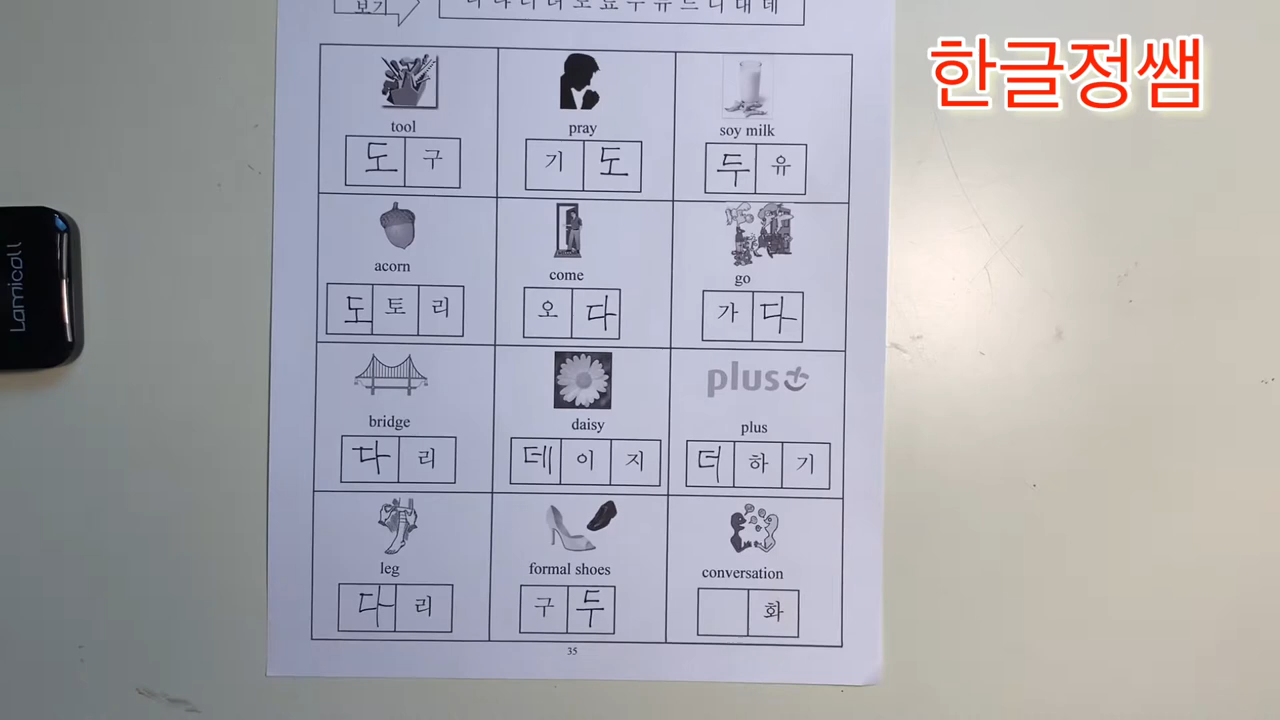 한글정쌤
보기
tool
도구
pray
기도
soy milk
두유
acorn
도토리
come
오다
go
가다
bridge
다리
daisy
데이지
plus
plus
더하기
leg
다리
formal shoes
구두
conversation
화
35
Lamicall